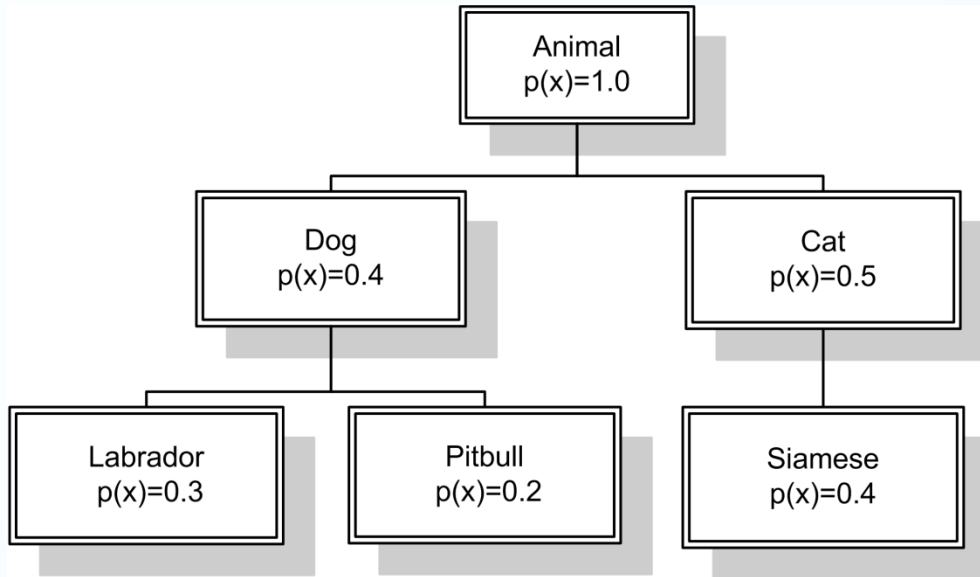 Animal
p(x)=1.0
Dog
p(x)=0.4
Cat
p(x)=0.5
Labrador
p(x)=0.3
Pitbull
p(x)=0.2
Siamese
p(x)=0.4